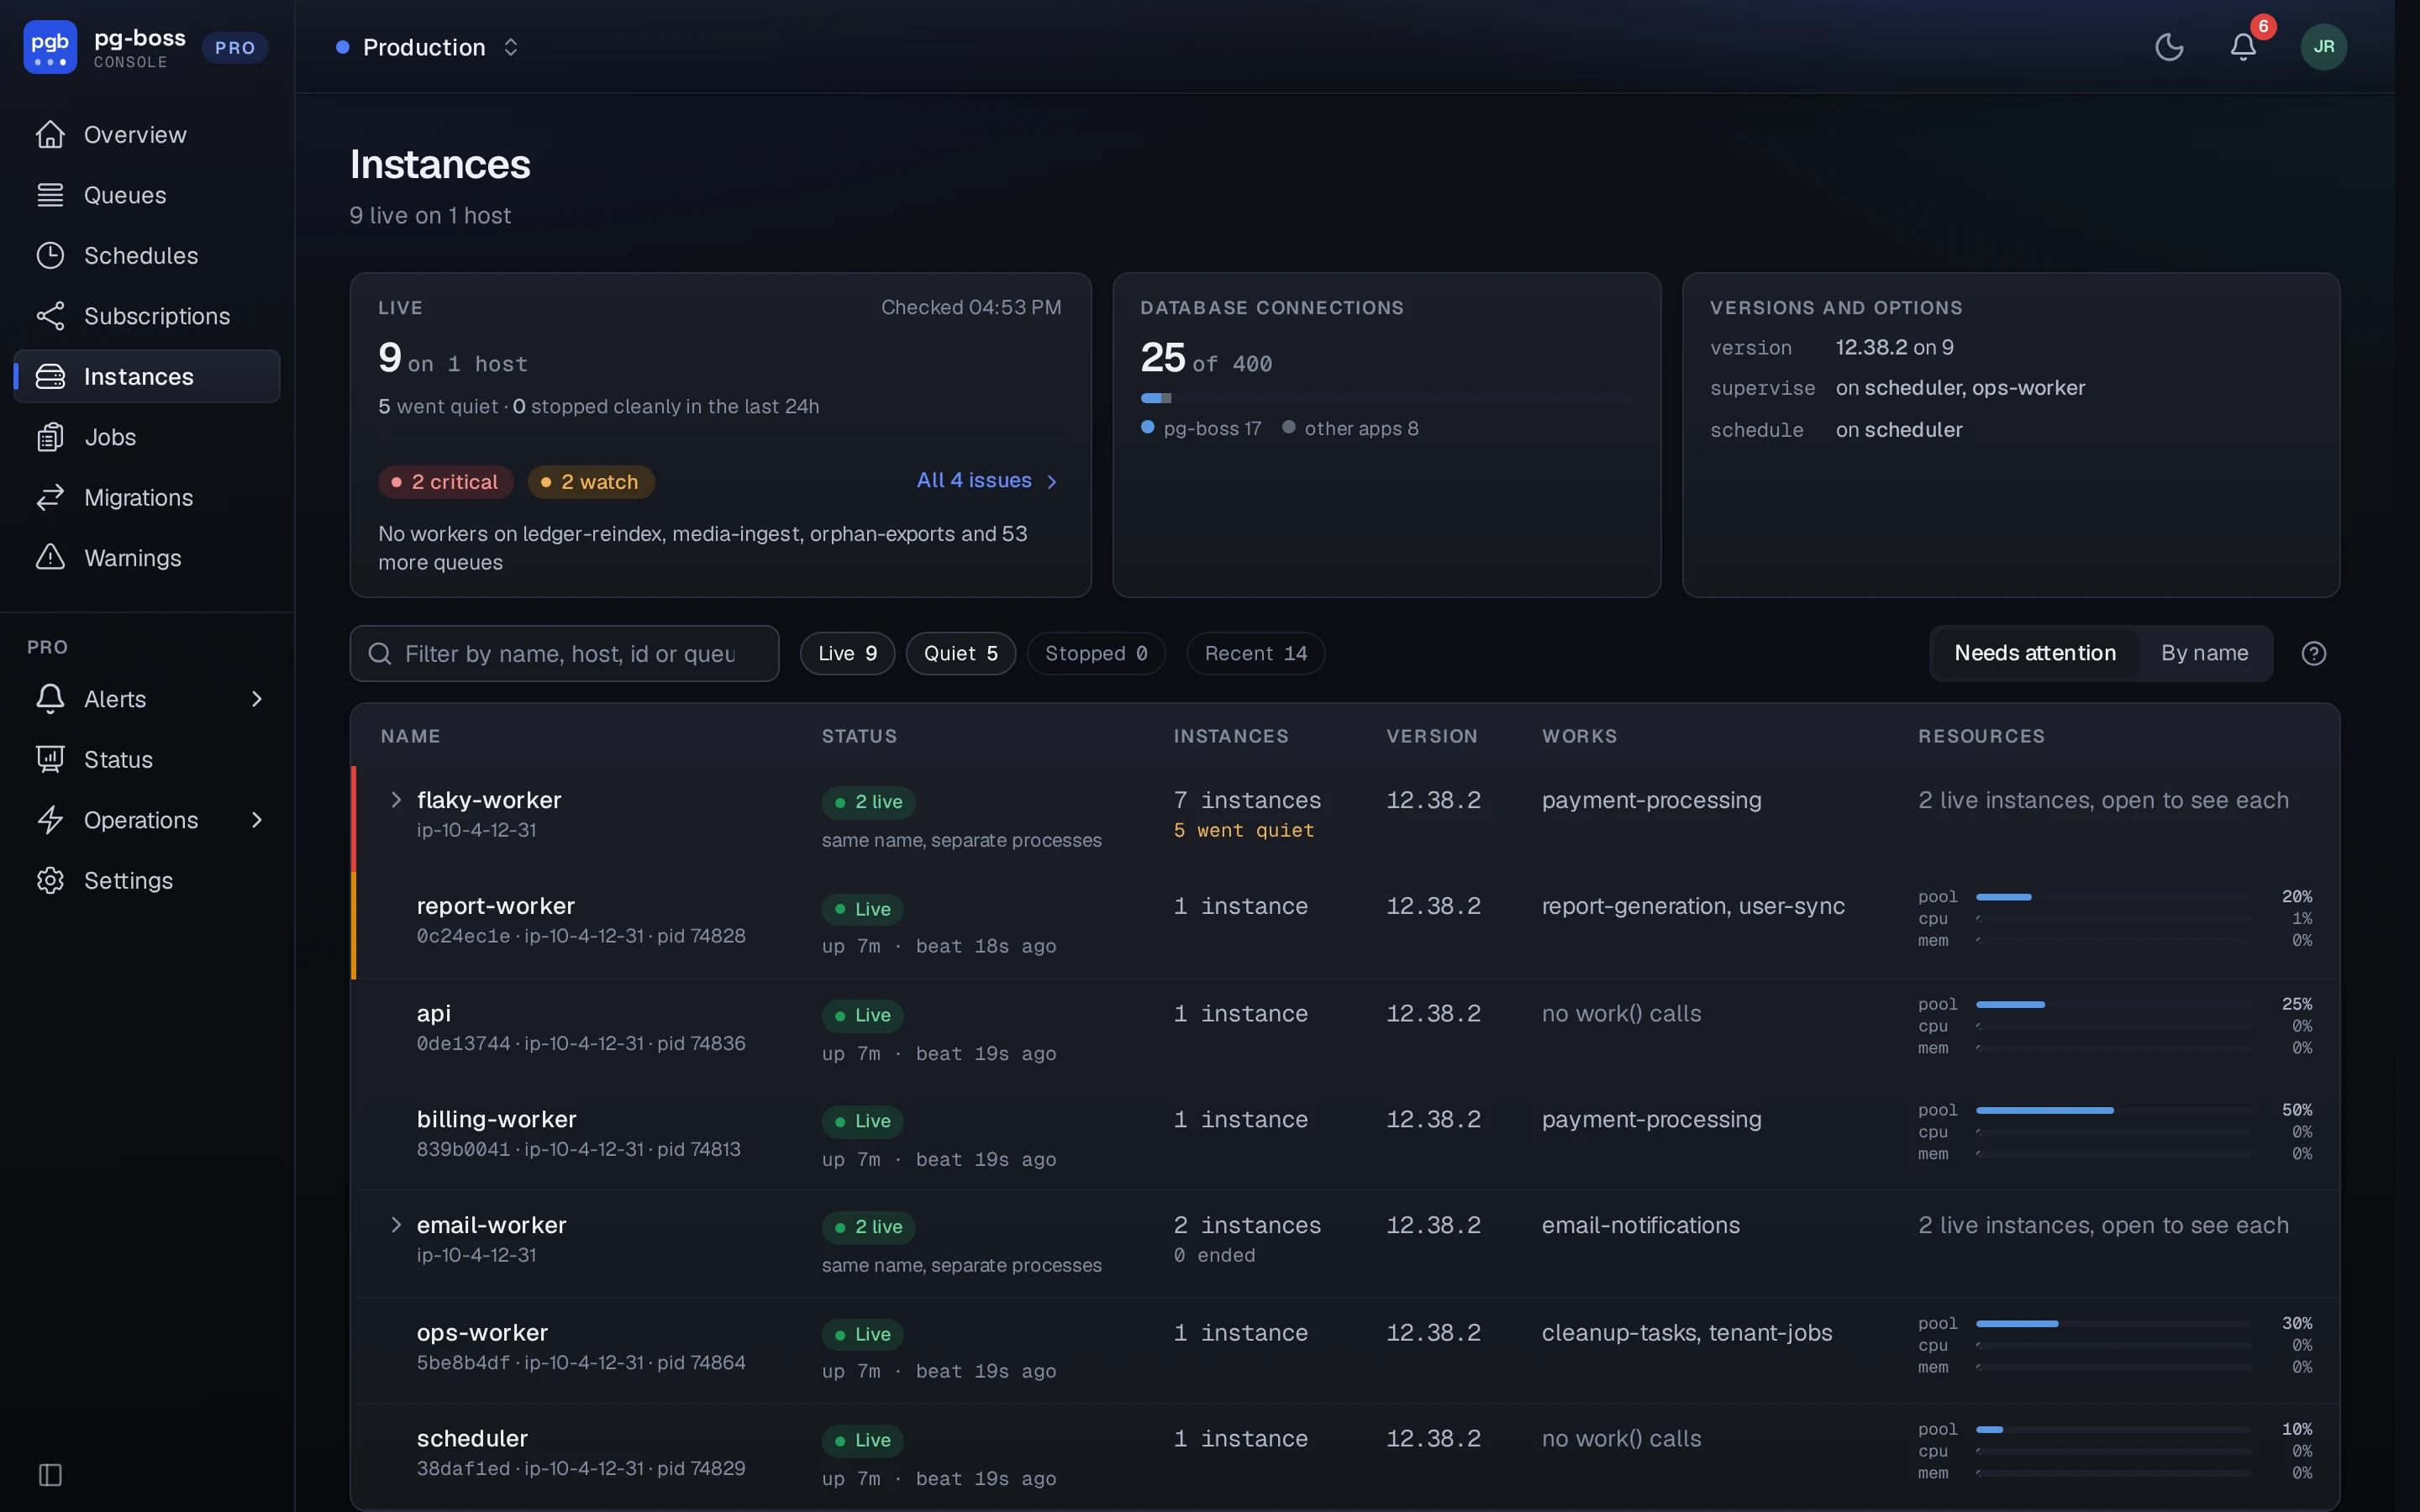 pgb
pg-boss
CONSOLE
PRO
Production
6
JR
Overview
Queues
Schedules
Subscriptions
Instances
Jobs
Migrations
Warnings
PRO
Alerts
Status
Operations
Settings
Instances
9 live on 1 host
LIVE
Checked 04:53 PM
9 on 1 host
5 went quiet · 0 stopped cleanly in the last 24h
2 critical
2 watch
All 4 issues
No workers on ledger-reindex, media-ingest, orphan-exports and 53
more queues
DATABASE CONNECTIONS
25 of 400
pg-boss 17
other apps 8
VERSIONS AND OPTIONS
version 12.38.2 on 9
supervise on scheduler, ops-worker
schedule on scheduler
Filter by name, host, id or queu
Live 9
Quiet 5
Stopped 0
Recent 14
Needs attention
By name
NAME STATUS INSTANCES VERSION WORKS RESOURCES
flaky-worker 2 live 7 instances 12.38.2 payment-processing 2 live instances, open to see each
ip-10-4-12-31 same name, separate processes 5 went quiet
report-worker Live 1 instance 12.38.2 report-generation, user-sync pool 20%
cpu 1%
0c24ec1e · ip-10-4-12-31 · pid 74828 up 7m · beat 18s ago mem 0%
api Live 1 instance 12.38.2 no work() calls pool 25%
cpu 0%
0de13744 · ip-10-4-12-31 · pid 74836 up 7m · beat 19s ago mem 0%
billing-worker Live 1 instance 12.38.2 payment-processing pool 50%
cpu 0%
839b0041 · ip-10-4-12-31 · pid 74813 up 7m · beat 19s ago mem 0%
email-worker 2 live 2 instances 12.38.2 email-notifications 2 live instances, open to see each
ip-10-4-12-31 same name, separate processes 0 ended
ops-worker Live 1 instance 12.38.2 cleanup-tasks, tenant-jobs pool 30%
cpu 0%
5be8b4df · ip-10-4-12-31 · pid 74864 up 7m · beat 19s ago mem 0%
scheduler Live 1 instance 12.38.2 no work() calls pool 10%
cpu 0%
38daf1ed · ip-10-4-12-31 · pid 74829 up 7m · beat 19s ago mem 0%